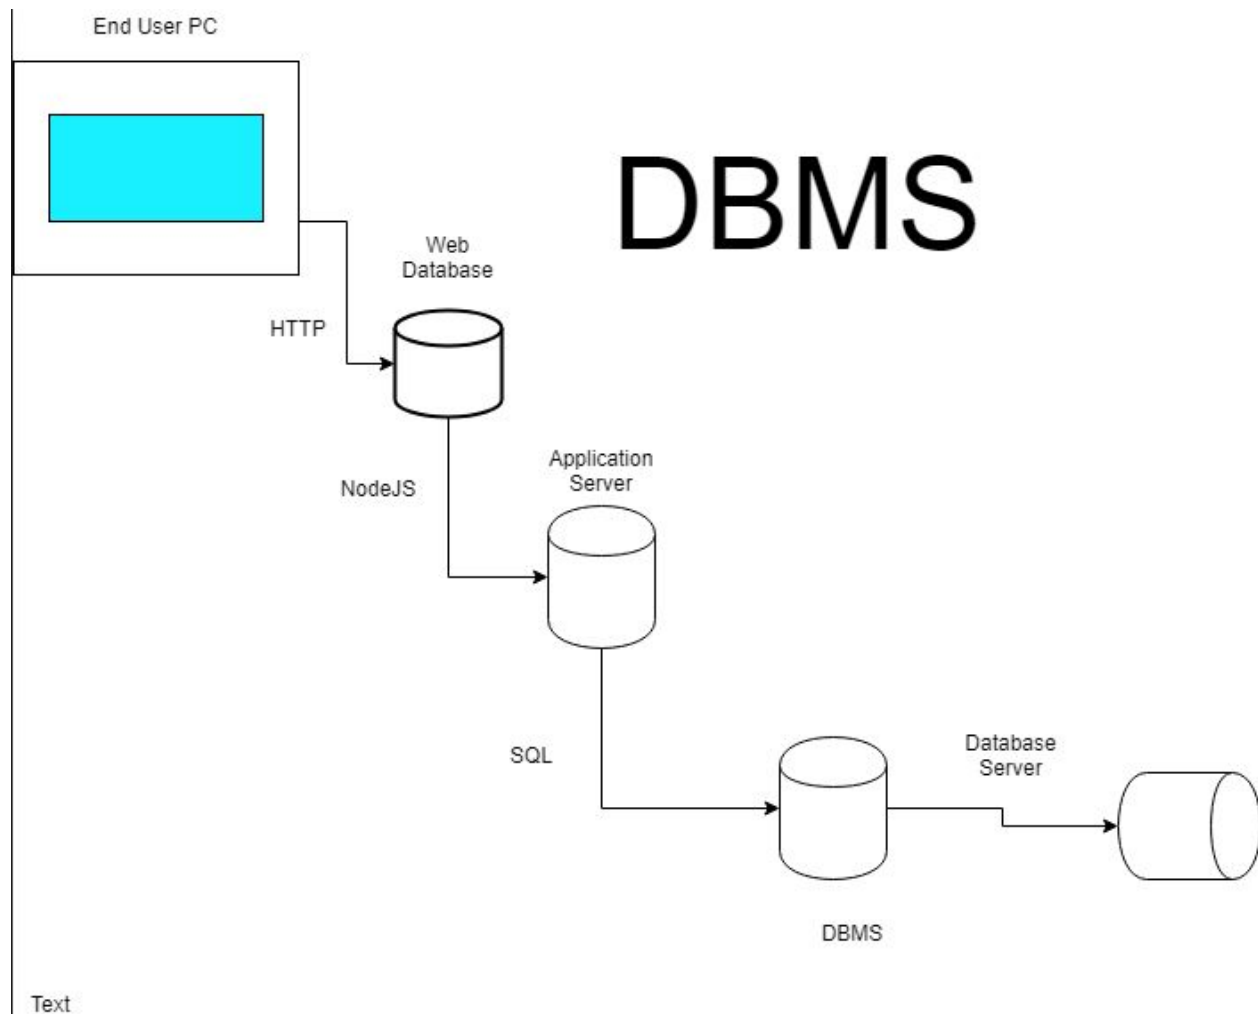 End User PC
DBMS
Web
Database
HTTP
Application
Server
NodeJS
SQL
Database
Server
DBMS
Text